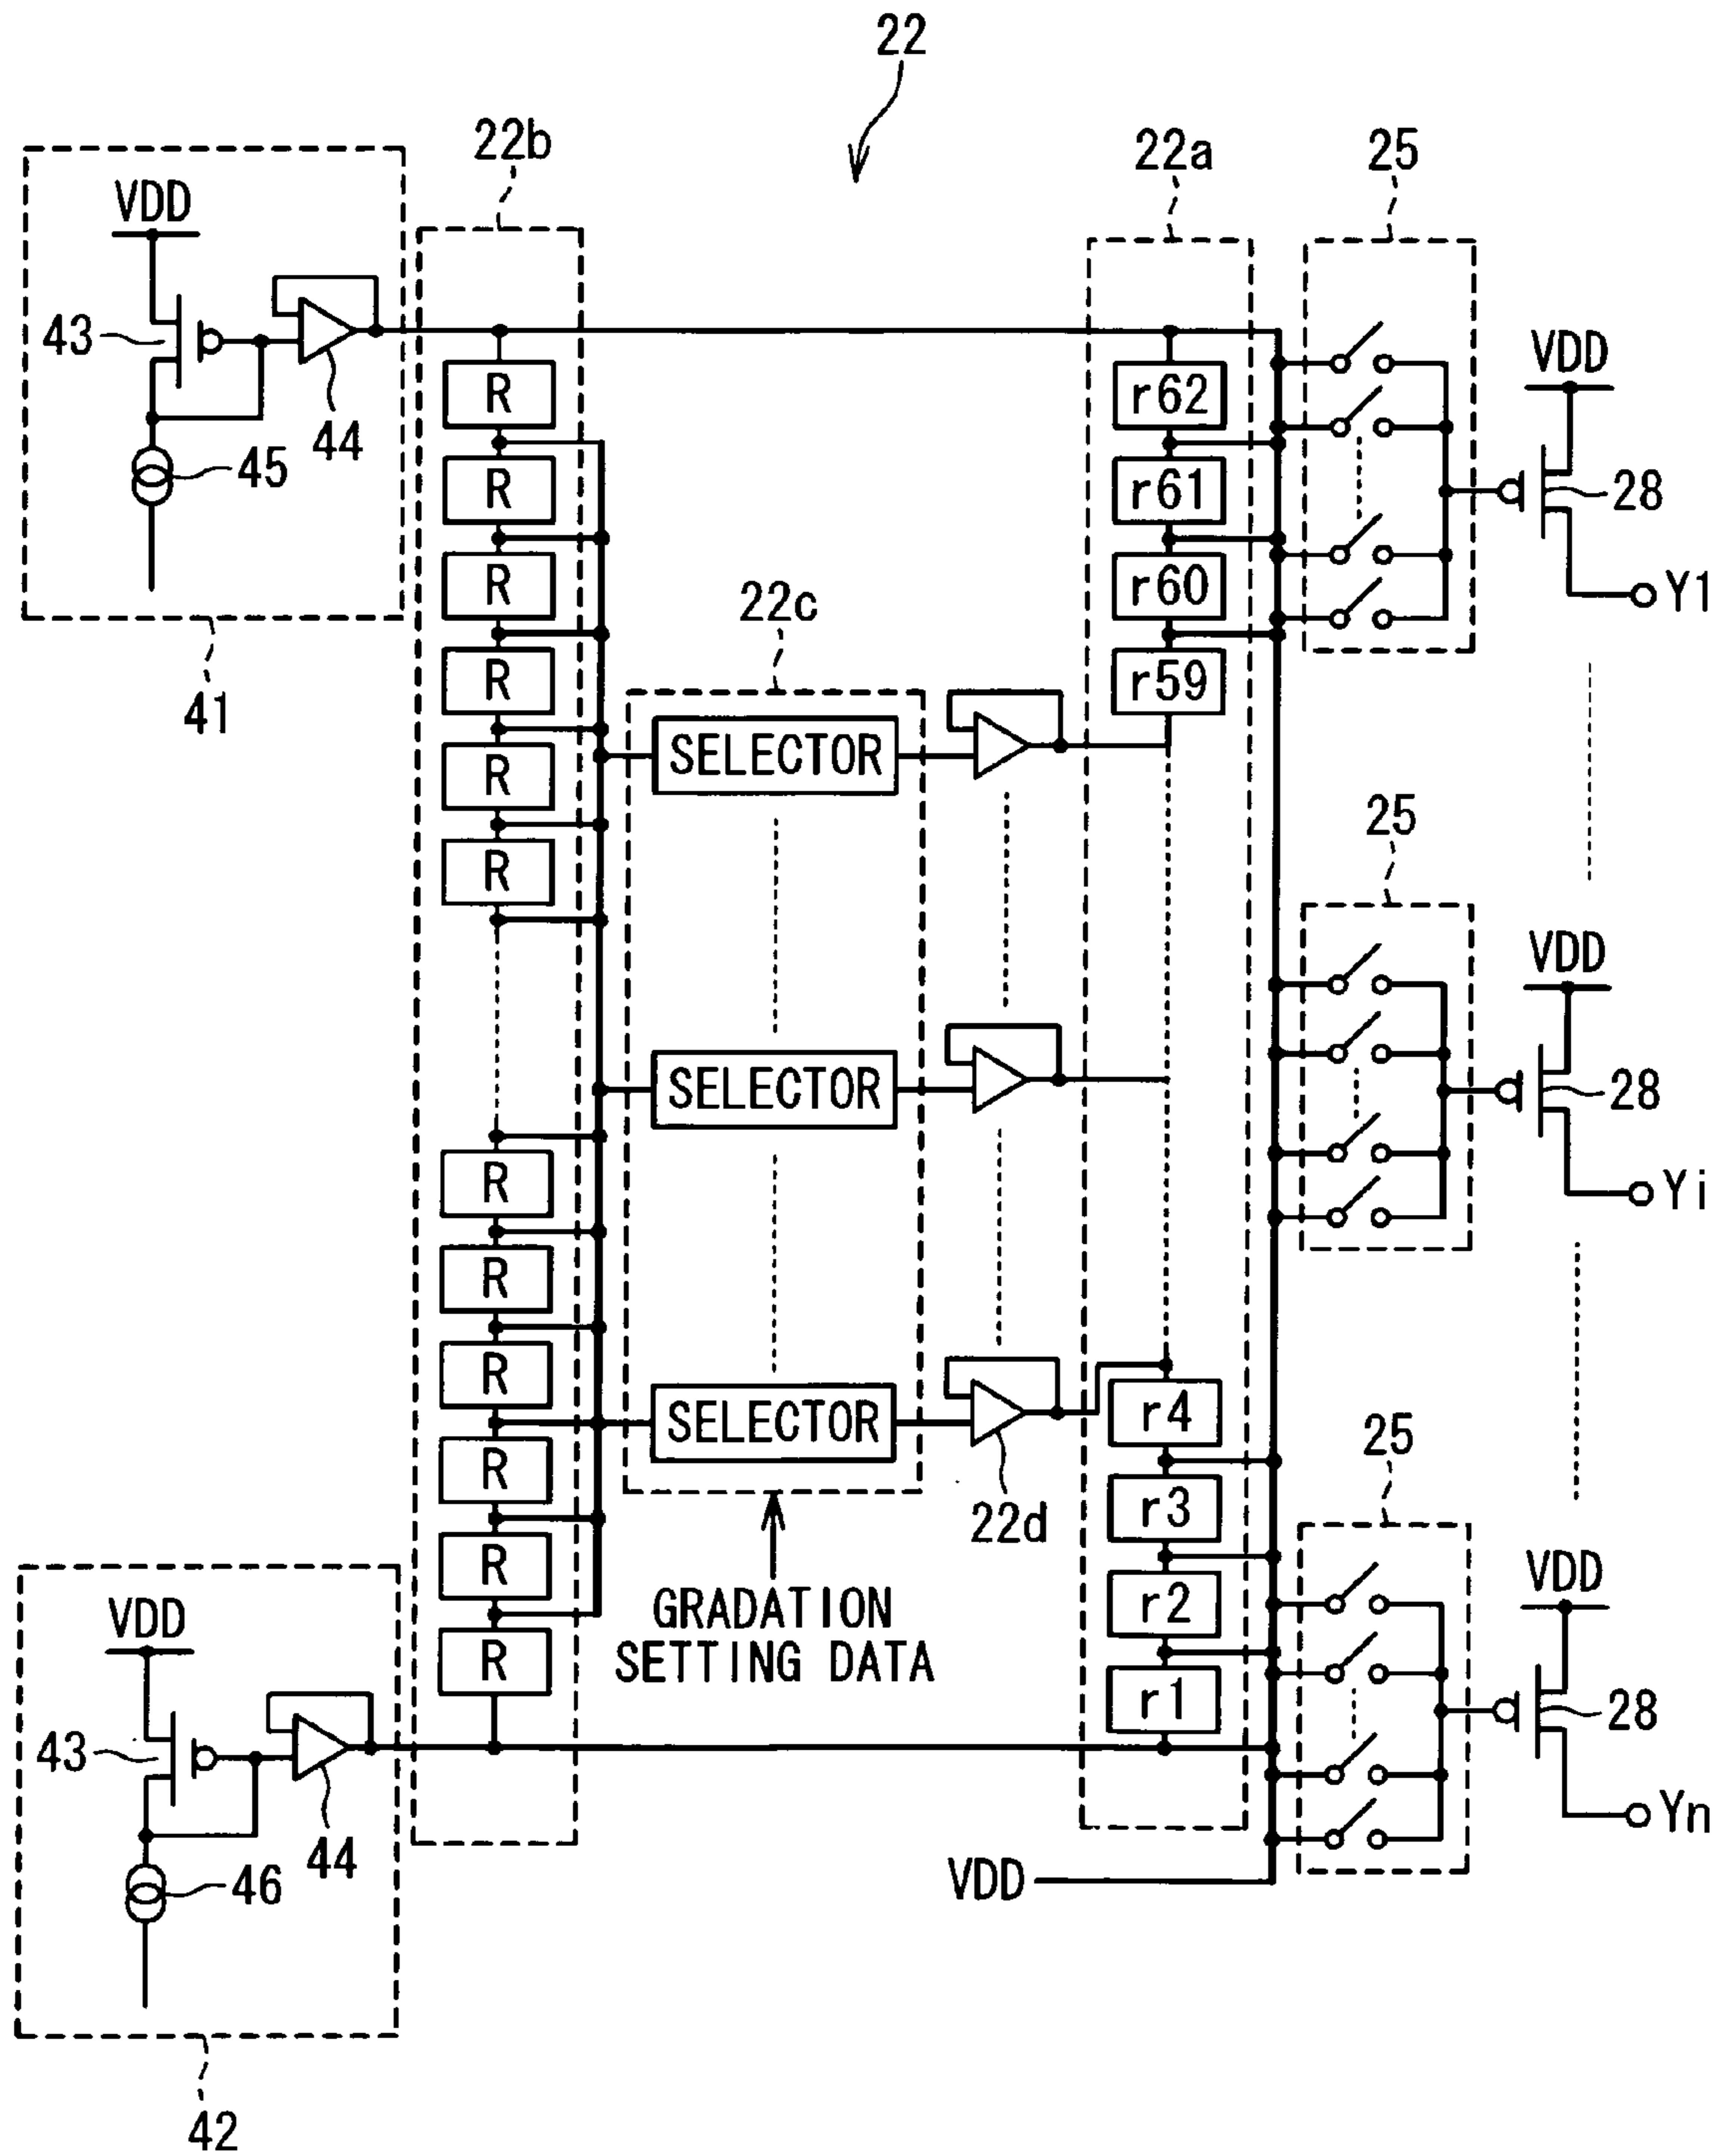 22
22b
22a
25
VDD
43
44
45
41
R
R
R
R
R
R
R
R
R
R
R
R
22c
SELECTOR
SELECTOR
SELECTOR
22d
GRADATION
SETTING DATA
r62
r61
r60
r59
r4
r3
r2
r1
VDD
28
Y1
25
VDD
28
Yi
25
VDD
28
Yn
VDD
VDD
43
44
46
42